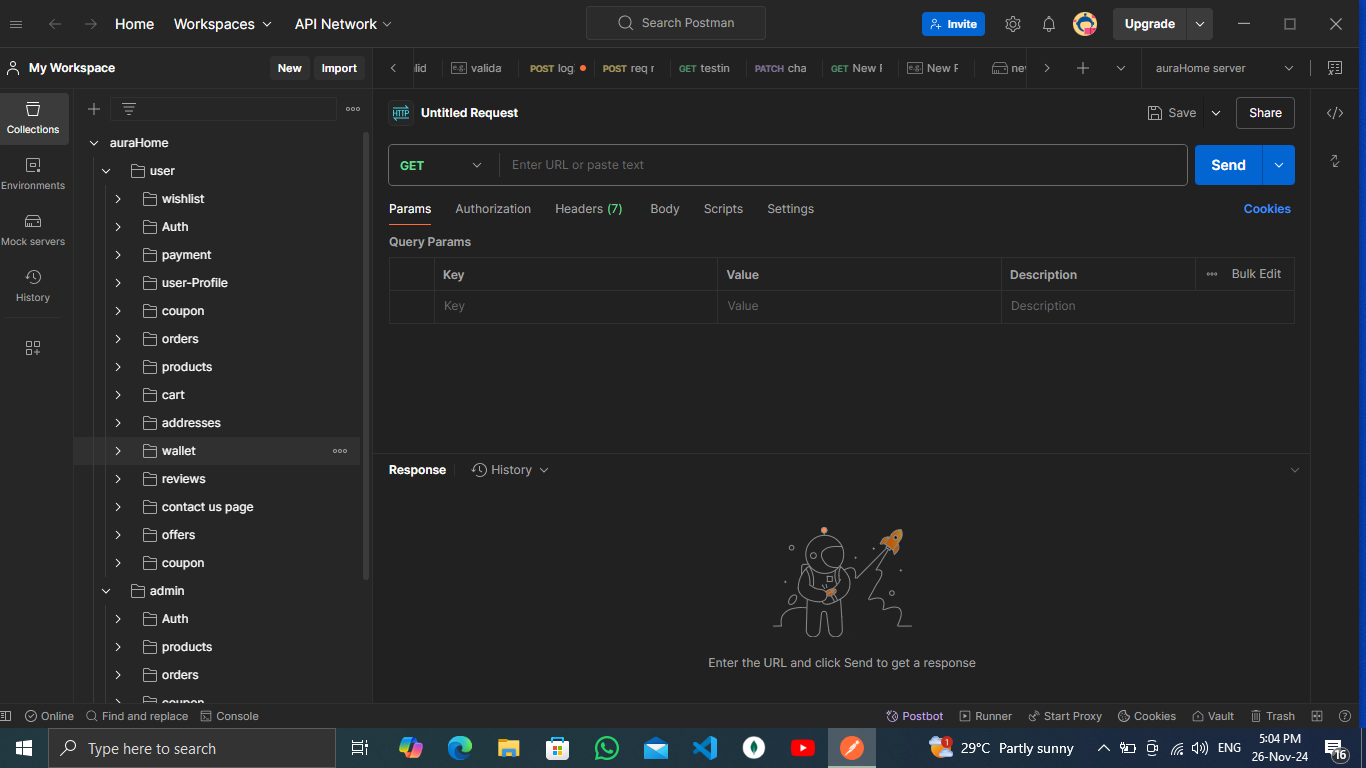 Home Workspaces API Network Search Postman Invite Upgrade
My Workspace New Import
lid e.g. valida POST log POST req r GET testin PATCH cha GET New F e.g. New F nev auraHome server
Collections
Environments
Mock servers
History
auraHome
user
wishlist
Auth
payment
user-Profile
coupon
orders
products
cart
addresses
wallet
reviews
contact us page
offers
coupon
admin
Auth
products
orders
coupon
HTTP Untitled Request Save Share
GET Enter URL or paste text Send
Params Authorization Headers (7) Body Scripts Settings Cookies
Query Params
Key Value Description Bulk Edit
Key Value Description
Response History
Enter the URL and click Send to get a response
Online Find and replace Console Postbot Runner Start Proxy Cookies Vault Trash
Type here to search 1 29°C Partly sunny ENG 5:04 PM
26-Nov-24 16